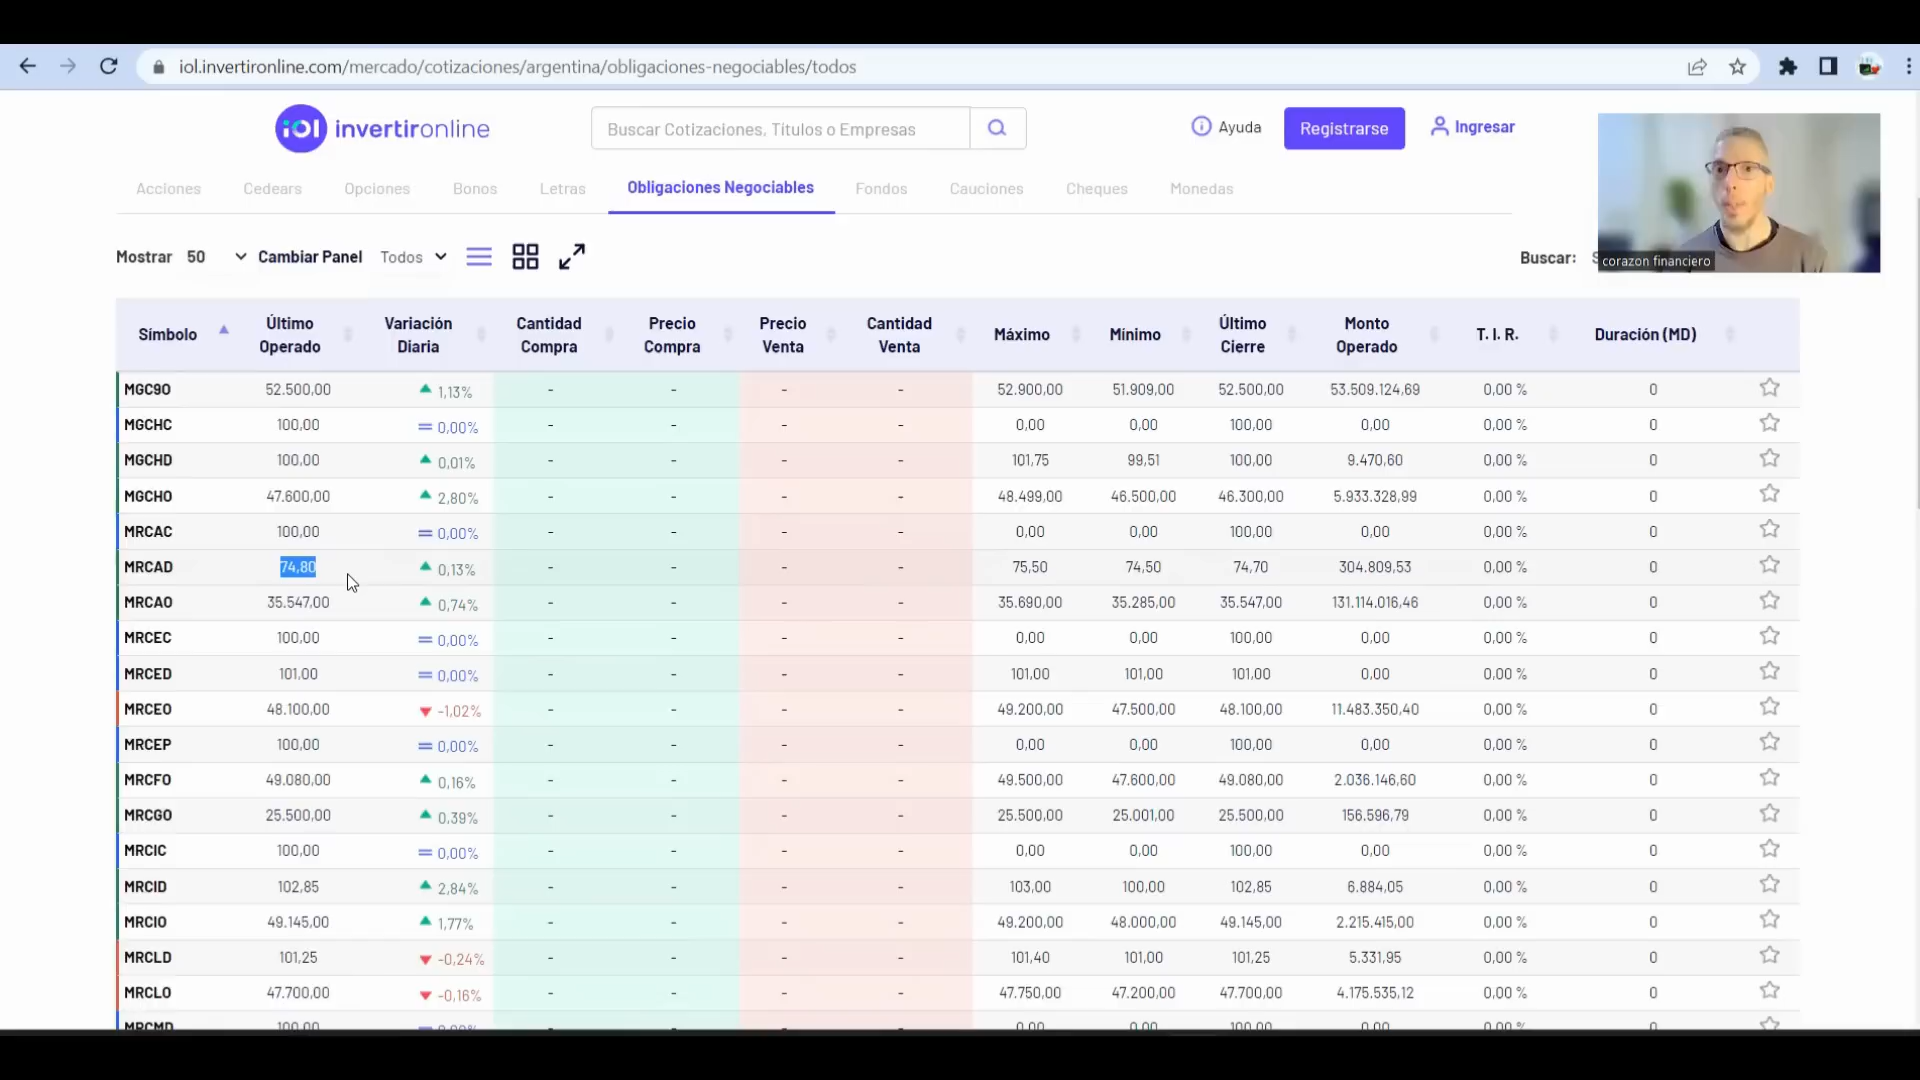 iol.invertironline.com/mercado/cotizaciones/argentina/obligaciones-negociables/todos
iol invertironline
Buscar Cotizaciones, Titulos o Empresas
Ayuda
Registrarse
Ingresar
Acciones Cedears Opciones Bonos Letras Obligaciones Negociables Fondos Cauciones Cheques Monedas
Mostrar 50 Cambiar Panel Todos
Buscar:
corazon financiero
Símbolo Último Operado Variación Diaria Cantidad Compra Precio Compra Precio Venta Cantidad Venta Máximo Mínimo Último Cierre Monto Operado T. I. R. Duración (MD)
MGC9O 52.500,00 1,13% - - - - 52.900,00 51.909,00 52.500,00 53.509.124,69 0,00 % 0
MGCHC 100,00 0,00% - - - - 0,00 0,00 100,00 0,00 0,00 % 0
MGCHD 100,00 0,01% - - - - 101,75 99,51 100,00 9.470,60 0,00 % 0
MGCHO 47.600,00 2,80% - - - - 48.499,00 46.500,00 46.300,00 5.933.328,99 0,00 % 0
MRCAC 100,00 0,00% - - - - 0,00 0,00 100,00 0,00 0,00 % 0
MRCAD 74,80 0,13% - - - - 75,50 74,50 74,70 304.809,53 0,00 % 0
MRCAO 35.547,00 0,74% - - - - 35.690,00 35.285,00 35.547,00 131.114.016,46 0,00 % 0
MRCEC 100,00 0,00% - - - - 0,00 0,00 100,00 0,00 0,00 % 0
MRCED 101,00 0,00% - - - - 101,00 101,00 101,00 0,00 0,00 % 0
MRCEO 48.100,00 -1,02% - - - - 49.200,00 47.500,00 48.100,00 11.483.350,40 0,00 % 0
MRCEP 100,00 0,00% - - - - 0,00 0,00 100,00 0,00 0,00 % 0
MRCFO 49.080,00 0,16% - - - - 49.500,00 47.600,00 49.080,00 2.036.146,60 0,00 % 0
MRCGO 25.500,00 0,39% - - - - 25.500,00 25.001,00 25.500,00 156.596,79 0,00 % 0
MRCIC 100,00 0,00% - - - - 0,00 0,00 100,00 0,00 0,00 % 0
MRCID 102,85 2,84% - - - - 103,00 100,00 102,85 6.884,05 0,00 % 0
MRCIO 49.145,00 1,77% - - - - 49.200,00 48.000,00 49.145,00 2.215.415,00 0,00 % 0
MRCLD 101,25 -0,24% - - - - 101,40 101,00 101,25 5.331,95 0,00 % 0
MRCLO 47.700,00 -0,16% - - - - 47.750,00 47.200,00 47.700,00 4.175.535,12 0,00 % 0
MRCMD 100,00 0,00% - - - - 0,00 0,00 100,00 0,00 0,00 % 0